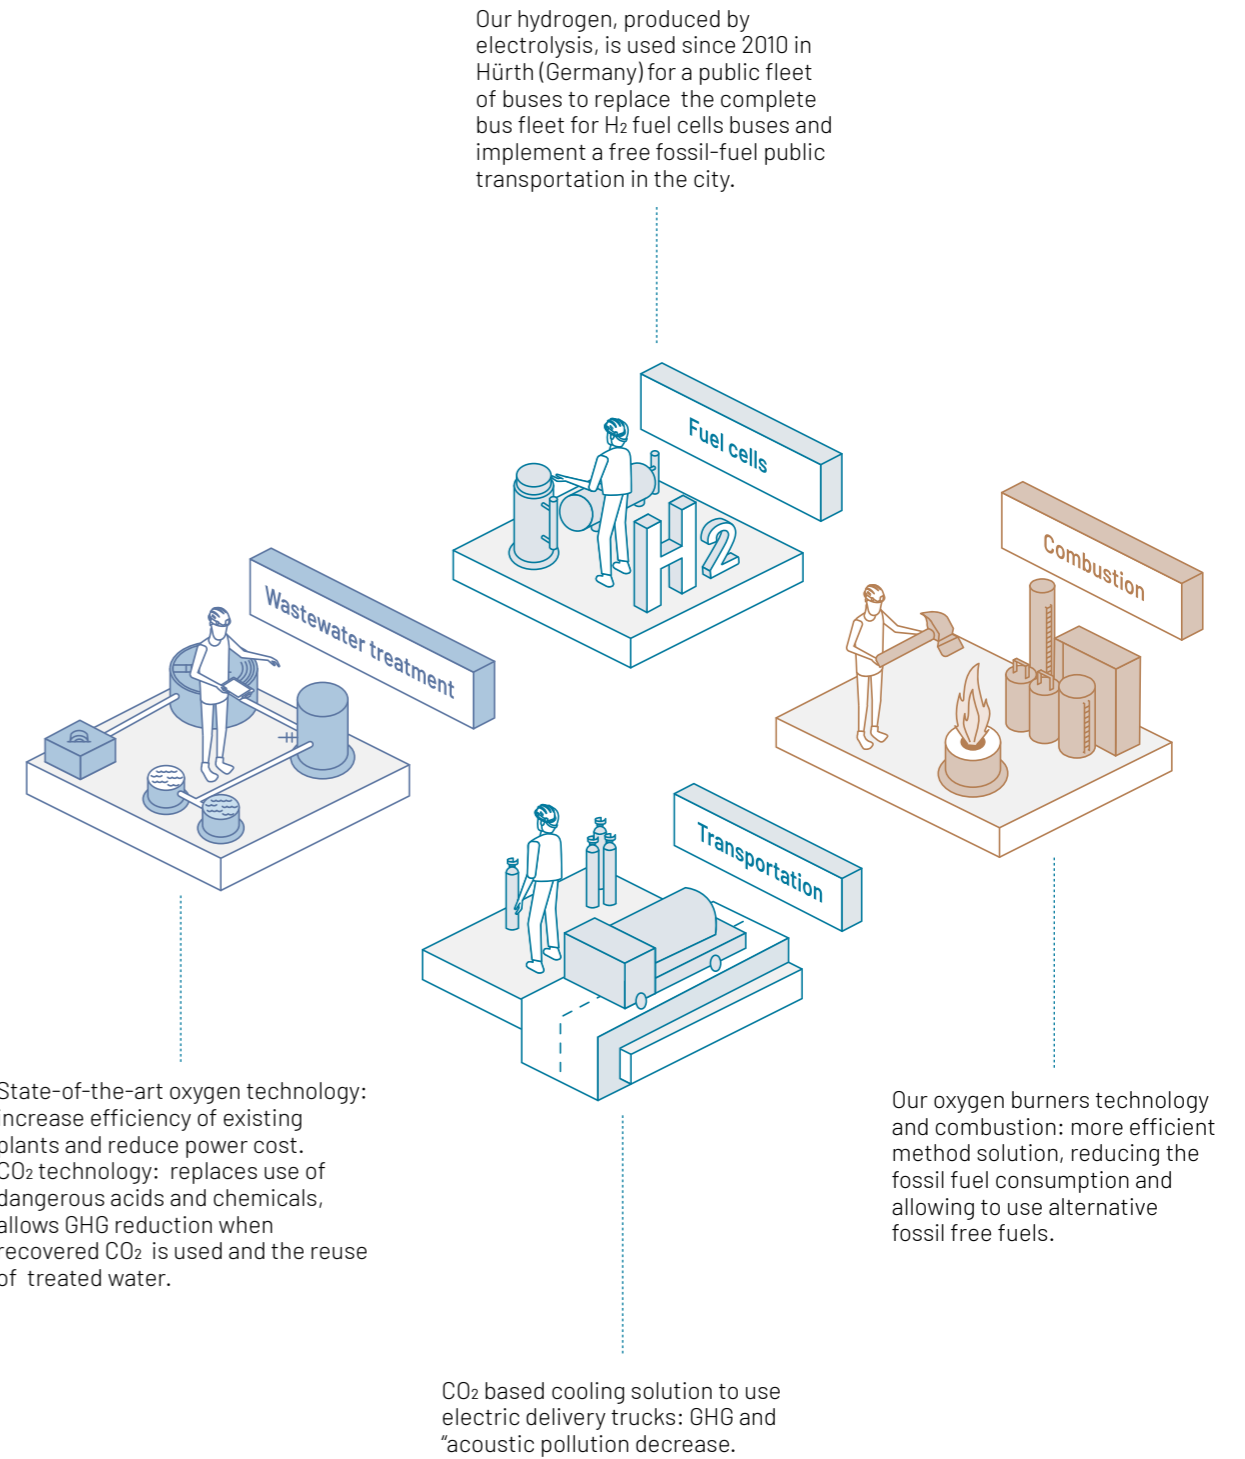 Our hydrogen, produced by
electrolysis, is used since 2010 in
Hürth (Germany) for a public fleet
of buses to replace the complete
bus fleet for H₂ fuel cells buses and
implement a free fossil-fuel public
transportation in the city.
Fuel cells
H2
Combustion
Wastewater treatment
Transportation
State-of-the-art oxygen technology:
increase efficiency of existing
plants and reduce power cost.
CO₂ technology: replaces use of
dangerous acids and chemicals,
allows GHG reduction when
recovered CO₂ is used and the reuse
of treated water.
Our oxygen burners technology
and combustion: more efficient
method solution, reducing the
fossil fuel consumption and
allowing to use alternative
fossil free fuels.
CO₂ based cooling solution to use
electric delivery trucks: GHG and
“acoustic pollution decrease.